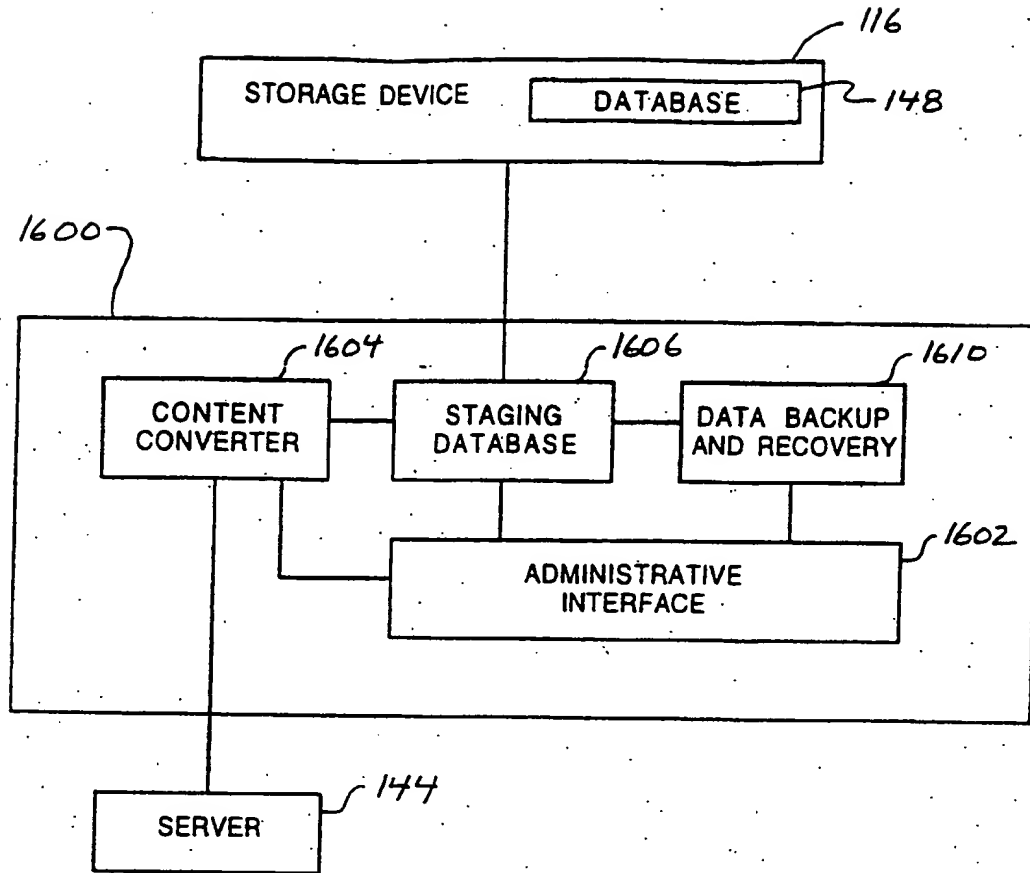 116
STORAGE DEVICE
DATABASE
148
1600
1604
1606
1610
CONTENT
CONVERTER
STAGING
DATABASE
DATA BACKUP
AND RECOVERY
1602
ADMINISTRATIVE
INTERFACE
144
SERVER